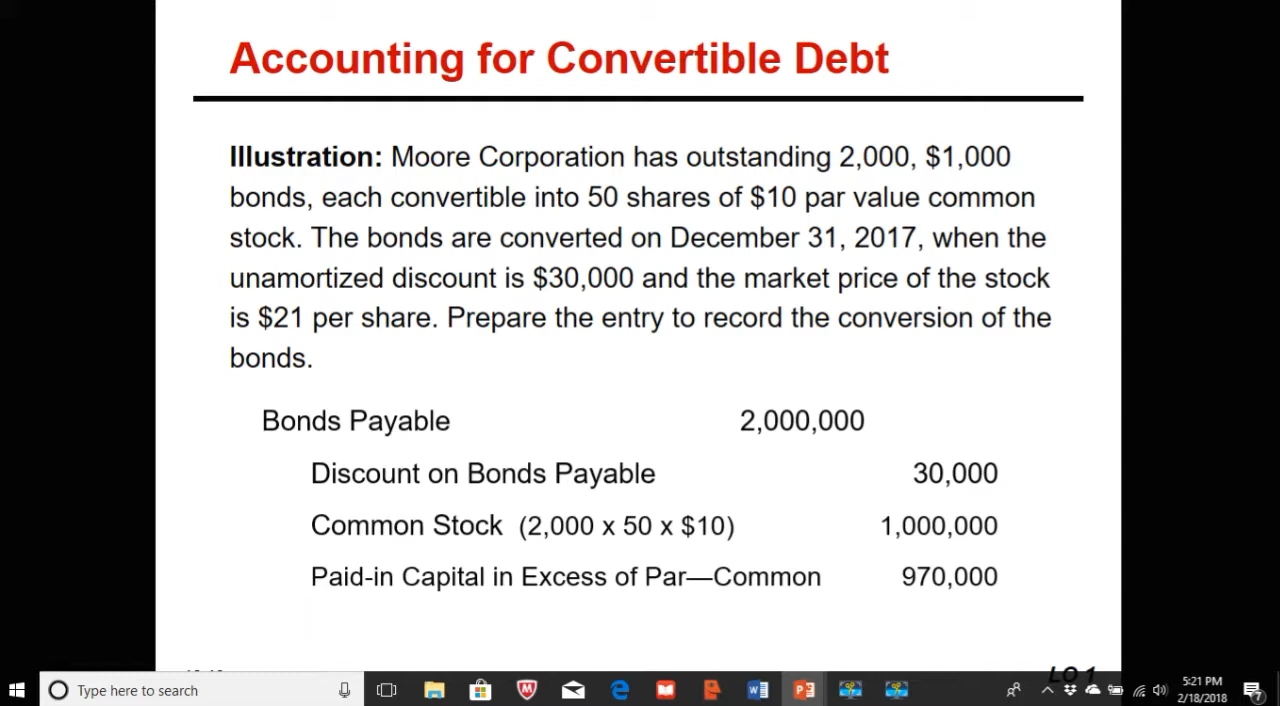 Accounting for Convertible Debt
Illustration: Moore Corporation has outstanding 2,000, $1,000
bonds, each convertible into 50 shares of $10 par value common
stock. The bonds are converted on December 31, 2017, when the
unamortized discount is $30,000 and the market price of the stock
is $21 per share. Prepare the entry to record the conversion of the
bonds.
Bonds Payable 2,000,000
Discount on Bonds Payable 30,000
Common Stock (2,000 x 50 x $10) 1,000,000
Paid-in Capital in Excess of Par—Common 970,000
LO 1
Type here to search
5:21 PM
2/18/2018
7